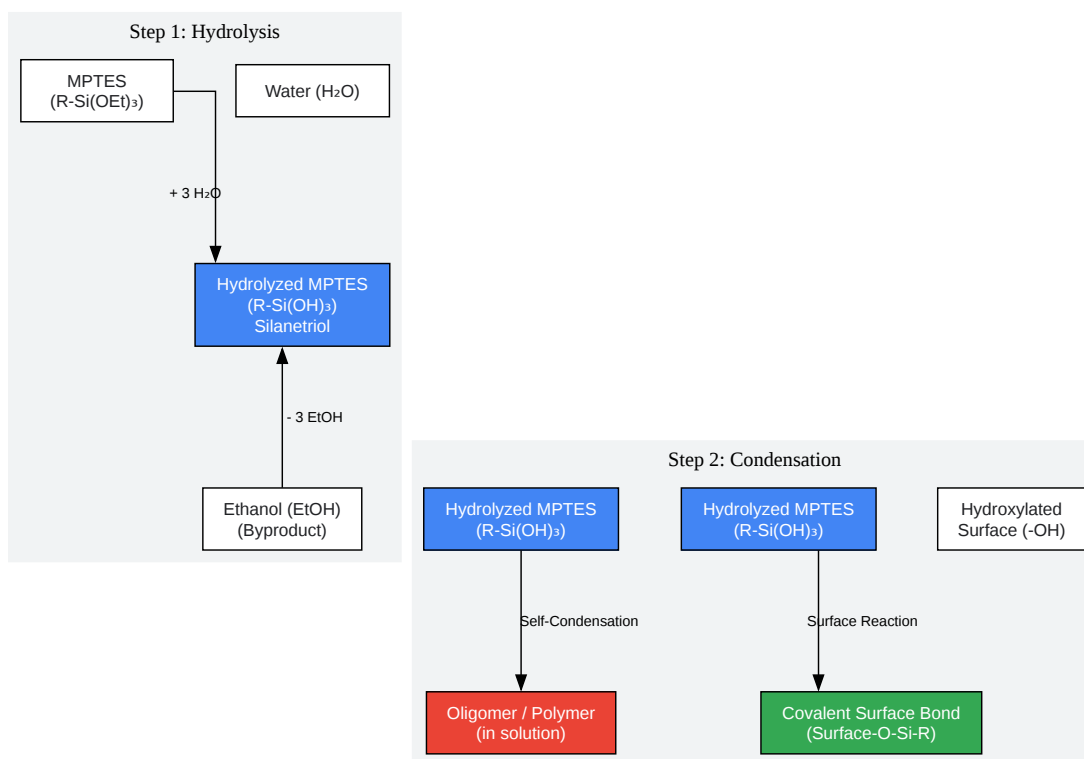 Step 1: Hydrolysis
MPTES
(R-Si(OEt)₃)
Water (H₂O)
+ 3 H₂O
Hydrolyzed MPTES
(R-Si(OH)₃)
Silanetriol
- 3 EtOH
Ethanol (EtOH)
(Byproduct)
Step 2: Condensation
Hydrolyzed MPTES
(R-Si(OH)₃)
Hydrolyzed MPTES
(R-Si(OH)₃)
Hydroxylated
Surface (-OH)
Self-Condensation
Surface Reaction
Oligomer / Polymer
(in solution)
Covalent Surface Bond
(Surface-O-Si-R)